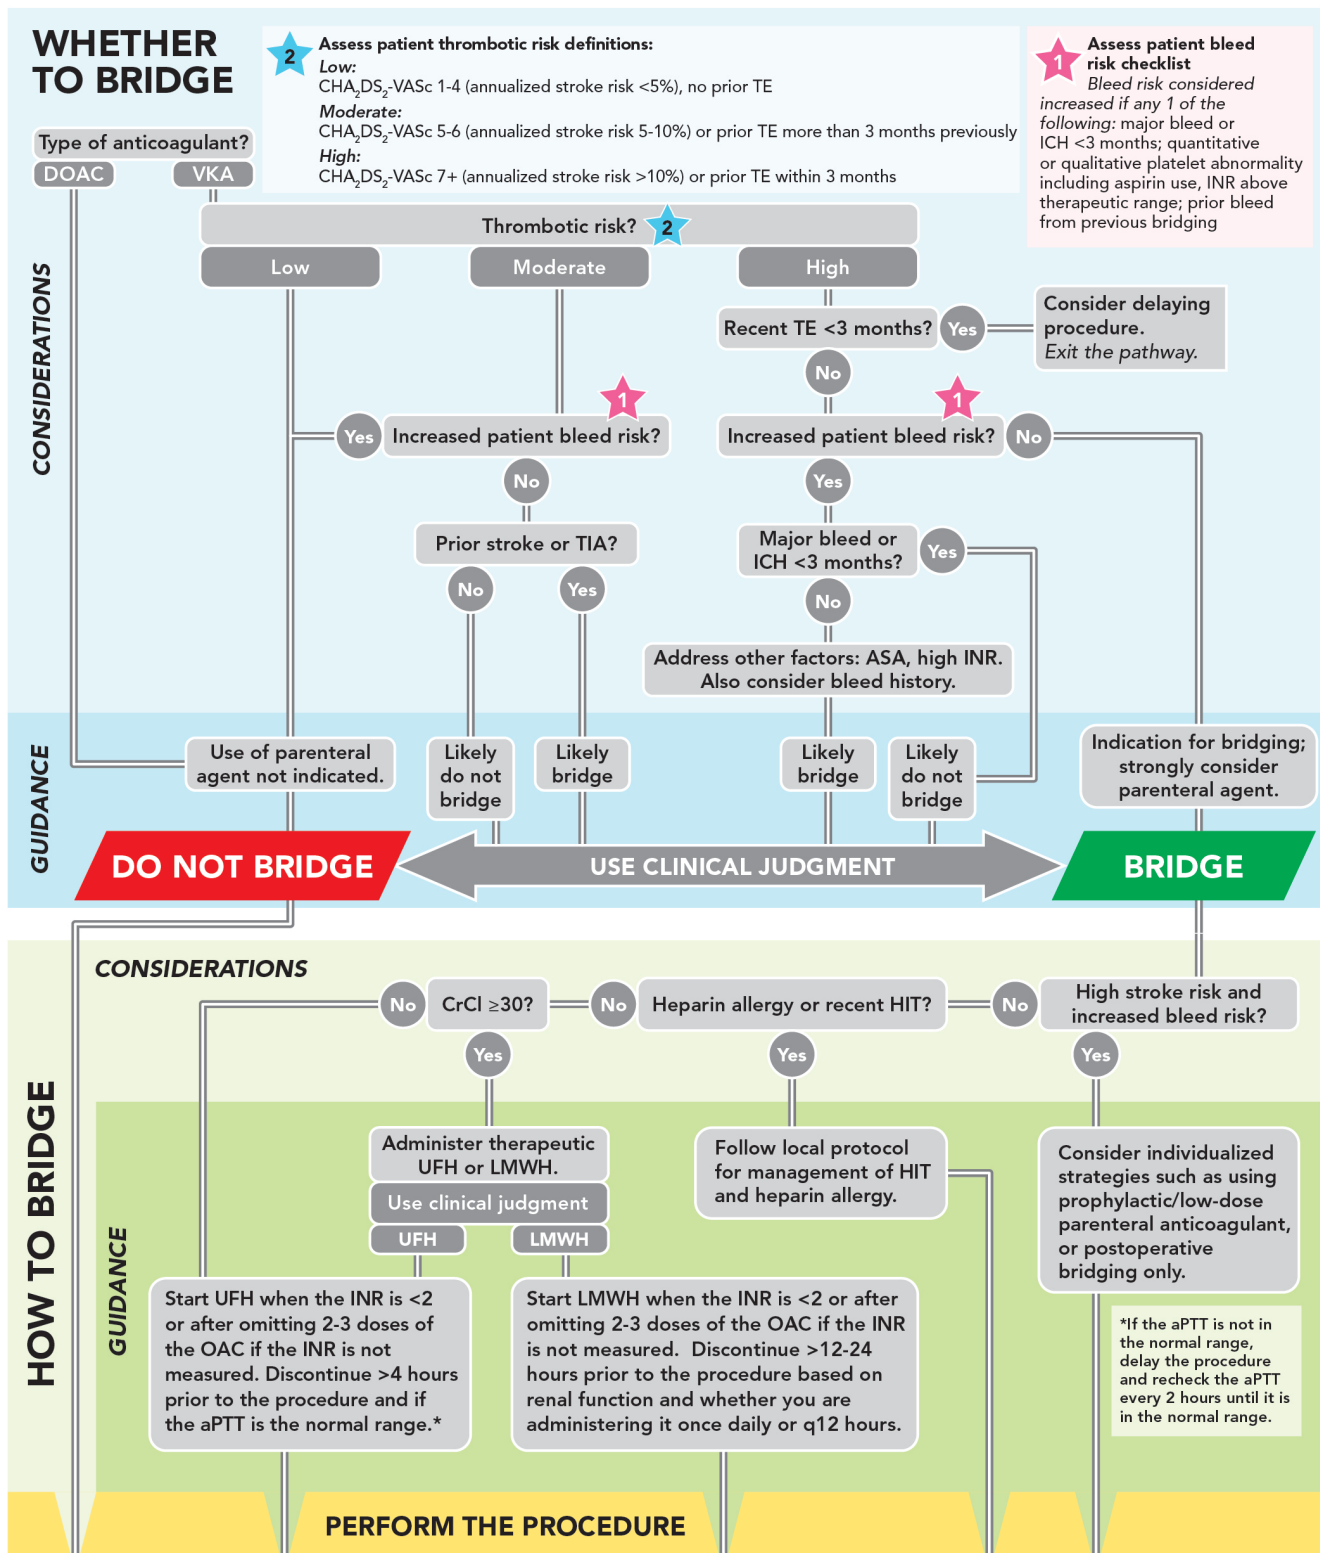 WHETHER
TO BRIDGE
2
Assess patient thrombotic risk definitions:
Low:
CHA2DS2-VASc 1-4 (annualized stroke risk <5%), no prior TE
Moderate:
CHA2DS2-VASc 5-6 (annualized stroke risk 5-10%) or prior TE more than 3 months previously
High:
CHA2DS2-VASc 7+ (annualized stroke risk >10%) or prior TE within 3 months
1
Assess patient bleed
risk checklist
Bleed risk considered
increased if any 1 of the
following: major bleed or
ICH <3 months; quantitative
or qualitative platelet abnormality
including aspirin use, INR above
therapeutic range; prior bleed
from previous bridging
Type of anticoagulant?
DOAC
VKA
CONSIDERATIONS
Thrombotic risk?
2
Low
Moderate
High
Recent TE <3 months?
Yes
Consider delaying
procedure.
Exit the pathway.
No
1
1
Yes
Increased patient bleed risk?
Increased patient bleed risk?
No
No
Yes
Prior stroke or TIA?
Major bleed or
ICH <3 months?
Yes
No
Yes
No
Address other factors: ASA, high INR.
Also consider bleed history.
GUIDANCE
Use of parenteral
agent not indicated.
Likely
do not
bridge
Likely
bridge
Likely
bridge
Likely
do not
bridge
Indication for bridging;
strongly consider
parenteral agent.
DO NOT BRIDGE
USE CLINICAL JUDGMENT
BRIDGE
HOW TO BRIDGE
CONSIDERATIONS
No
CrCl ≥30?
No
Heparin allergy or recent HIT?
No
High stroke risk and
increased bleed risk?
Yes
Yes
Yes
GUIDANCE
Administer therapeutic
UFH or LMWH.
Use clinical judgment
UFH
LMWH
Follow local protocol
for management of HIT
and heparin allergy.
Consider individualized
strategies such as using
prophylactic/low-dose
parenteral anticoagulant,
or postoperative
bridging only.
Start UFH when the INR is <2
or after omitting 2-3 doses of
the OAC if the INR is not
measured. Discontinue >4 hours
prior to the procedure and if
the aPTT is the normal range.*
Start LMWH when the INR is <2 or after
omitting 2-3 doses of the OAC if the INR
is not measured. Discontinue >12-24
hours prior to the procedure based on
renal function and whether you are
administering it once daily or q12 hours.
*If the aPTT is not in
the normal range,
delay the procedure
and recheck the aPTT
every 2 hours until it is
in the normal range.
PERFORM THE PROCEDURE